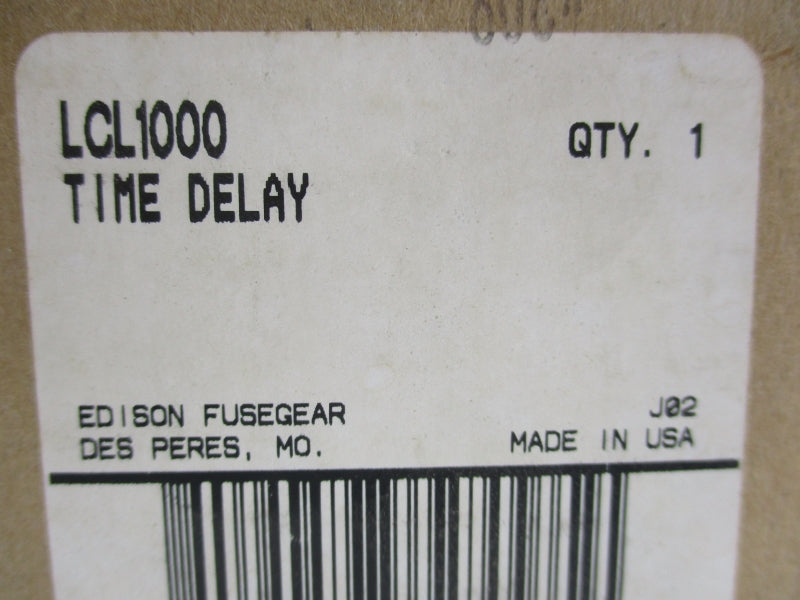 LCL1000
QTY. 1
TIME DELAY
EDISON FUSEGEAR
J02
DES PERES, MO.
MADE IN USA